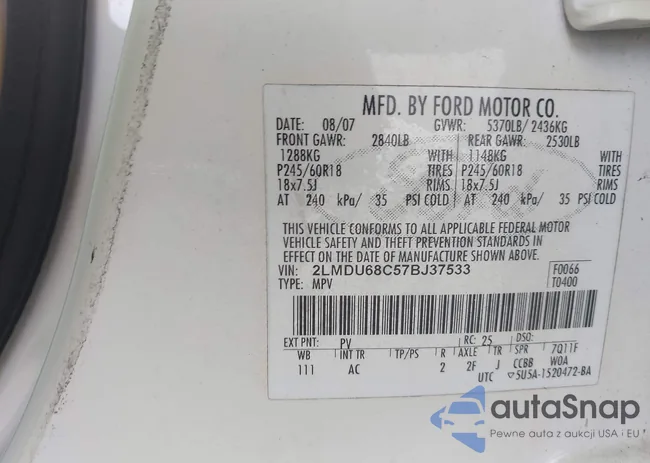 MFD. BY FORD MOTOR CO.
DATE: 08/07 GVWR: 5370LB/2436KG
FRONT GAWR: 2840LB REAR GAWR: 2530LB
1288KG WITH 1148KG WITH
P245/60R18 TIRES P245/60R18 TIRES
18x7.5J RIMS 18x7.5J RIMS
AT 240 kPa/ 35 PSI COLD AT 240 kPa/ 35 PSI COLD
THIS VEHICLE CONFORMS TO ALL APPLICABLE FEDERAL MOTOR
VEHICLE SAFETY AND THEFT PREVENTION STANDARDS IN
EFFECT ON THE DATE OF MANUFACTURE SHOWN ABOVE.
VIN: 2LMDU68C57BJ37533 F0066
TYPE: MPV T0400
EXT PNT: PV RC: 25 DSO:
WB INT TR TP/PS R AXLE TR SPR 7Q11F
111 AC 2 2F J CCBB WOA
UTC ▽5U5A-1520472-BA
autaSnap
Pewne auta z aukcji USA i EU